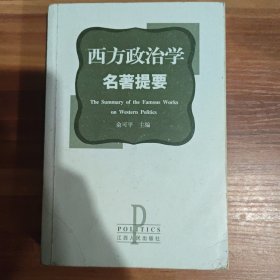 西方政治学
名著提要
The Summary of the Famous Works
on Western Politics
俞可平 主编
P
POLITICS
江西人民出版社